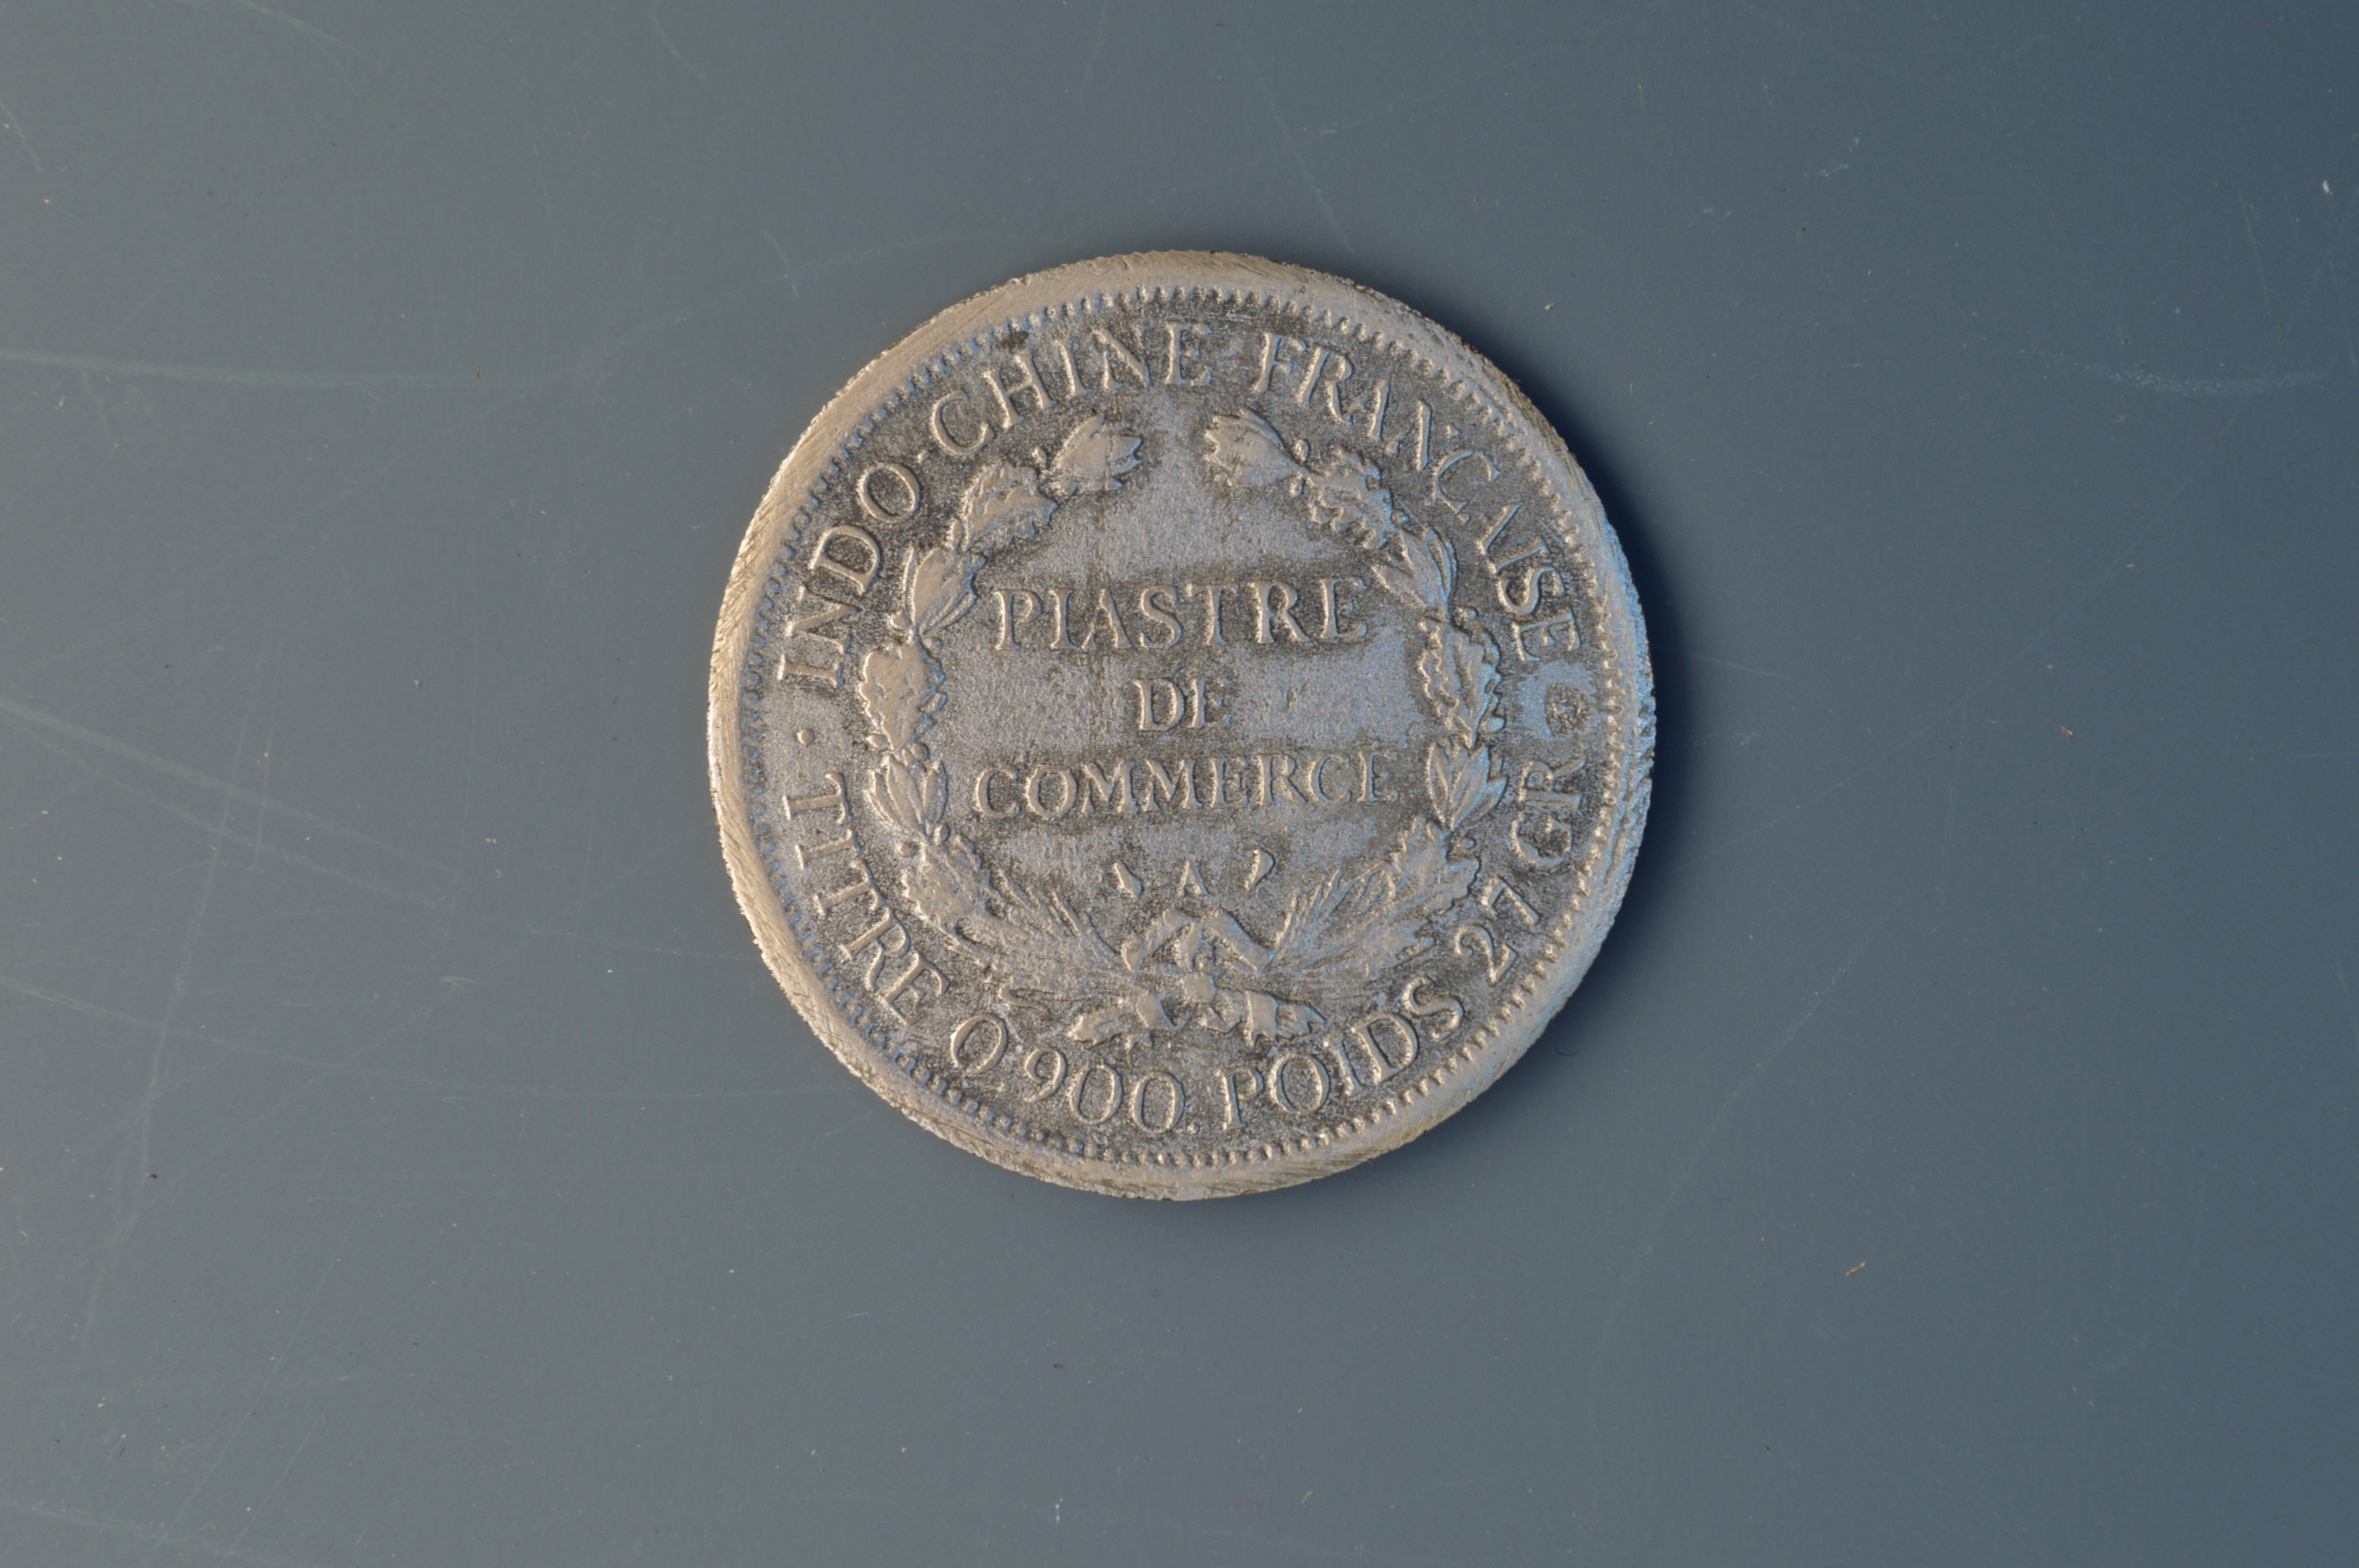 INDO-CHINE FRANÇAISE
PIASTRE
DE
COMMERCE
A
TITRE 0.900. POIDS 27 GR.